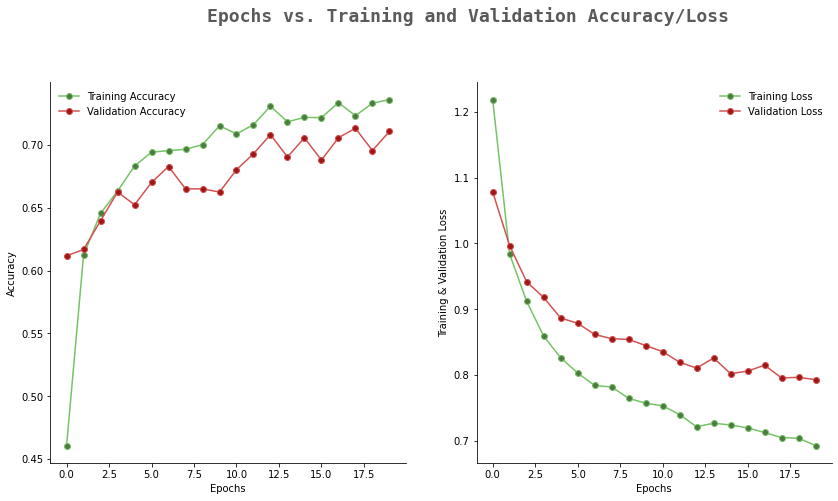 Epochs vs. Training and Validation Accuracy/Loss
Training Accuracy
Validation Accuracy
0.70
0.65
0.60
0.55
0.50
0.45
Accuracy
0.0 2.5 5.0 7.5 10.0 12.5 15.0 17.5
Epochs
Training Loss
Validation Loss
1.2
1.1
1.0
0.9
0.8
0.7
Training & Validation Loss
0.0 2.5 5.0 7.5 10.0 12.5 15.0 17.5
Epochs